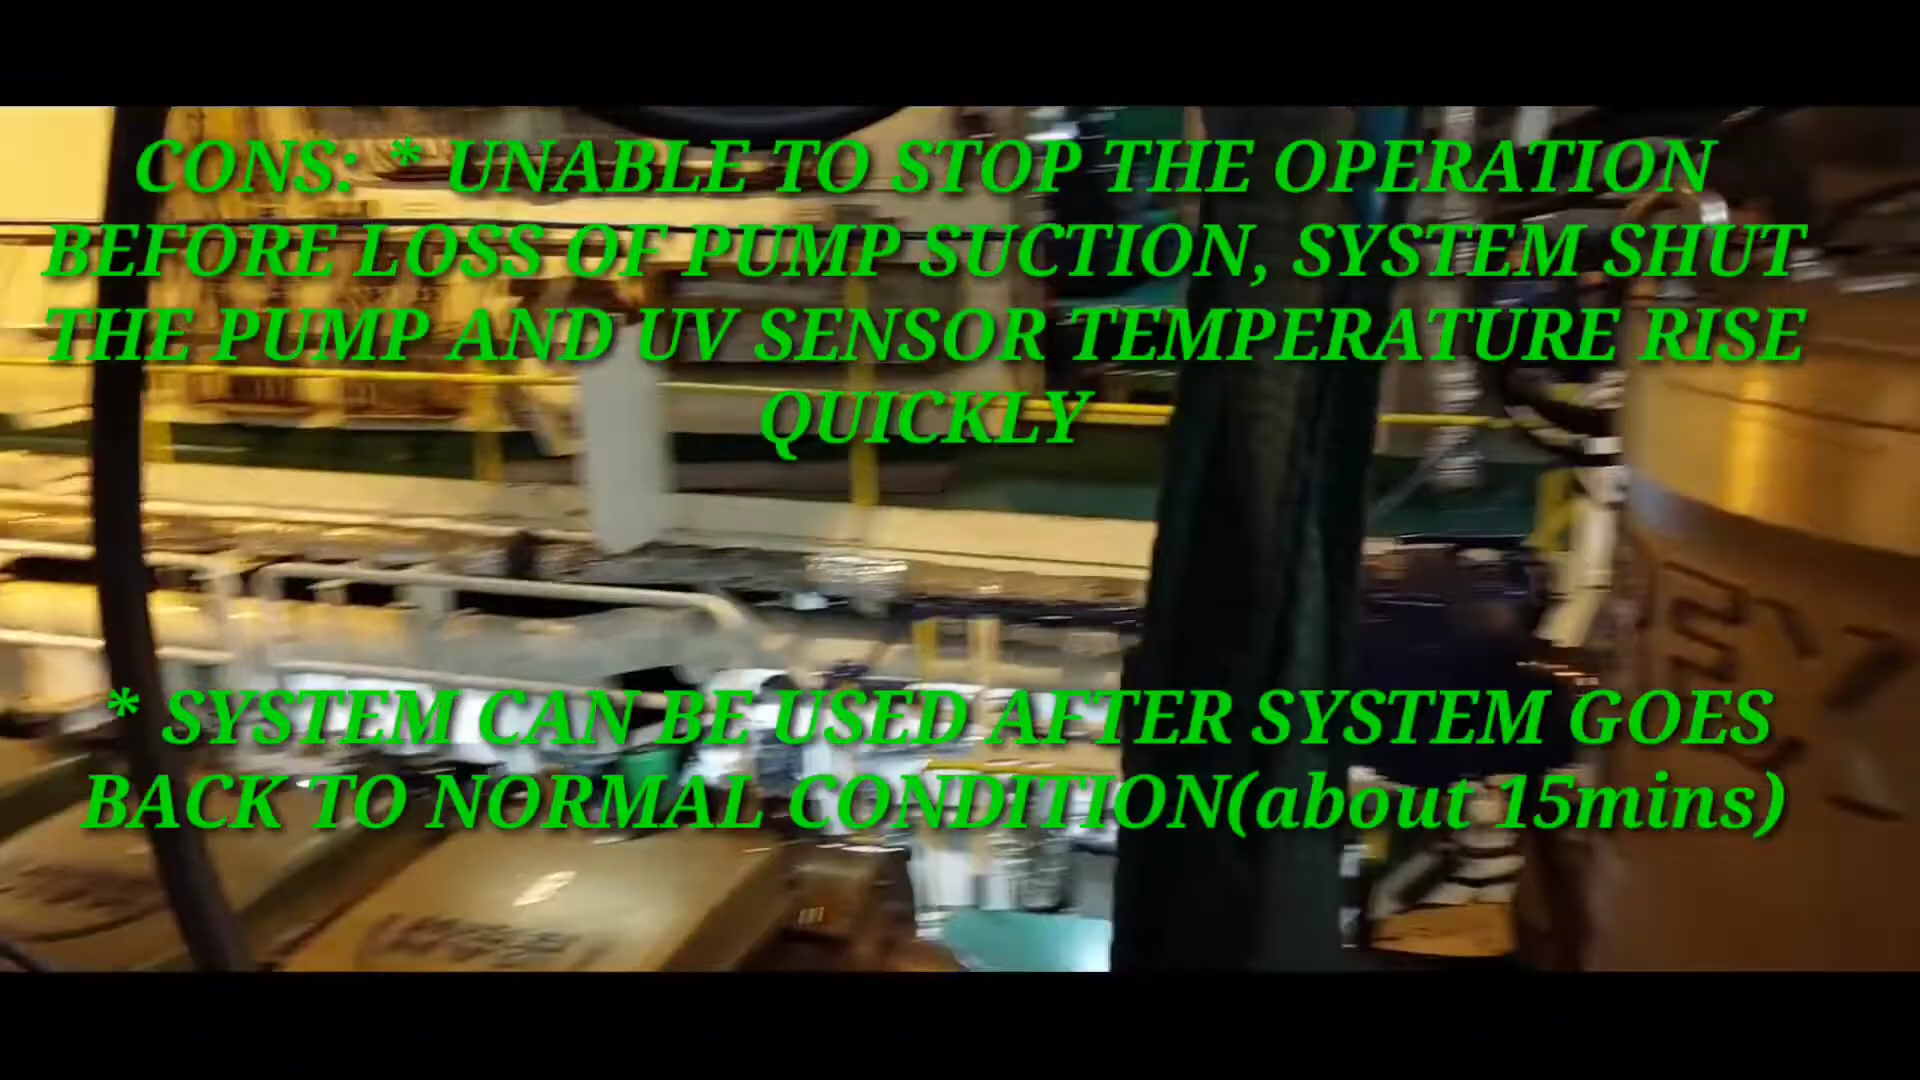 CONS: * UNABLE TO STOP THE OPERATION
BEFORE LOSS OF PUMP SUCTION, SYSTEM SHUT
THE PUMP AND UV SENSOR TEMPERATURE RISE
QUICKLY
* SYSTEM CAN BE USED AFTER SYSTEM GOES
BACK TO NORMAL CONDITION(about 15mins)